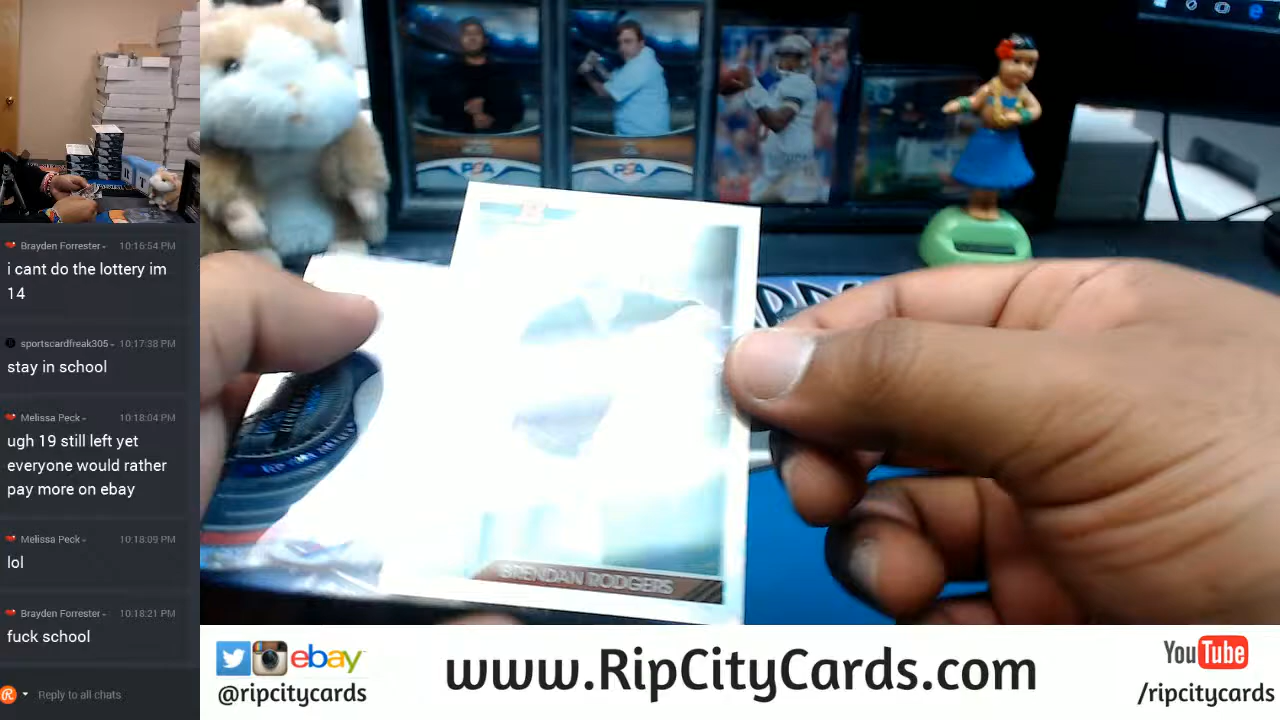 Brayden Forrester 10:16:54 PM
i cant do the lottery im
14
sportscardfreak305 10:17:38 PM
stay in school
Melissa Peck 10:18:04 PM
ugh 19 still left yet
everyone would rather
pay more on ebay
Melissa Peck 10:18:09 PM
lol
Brayden Forrester 10:18:21 PM
fuck school
Reply to all chats
PSA
PSA
BRENDAN RODGERS
ebay
@ripcitycards
www.RipCityCards.com
YouTube
/ripcitycards